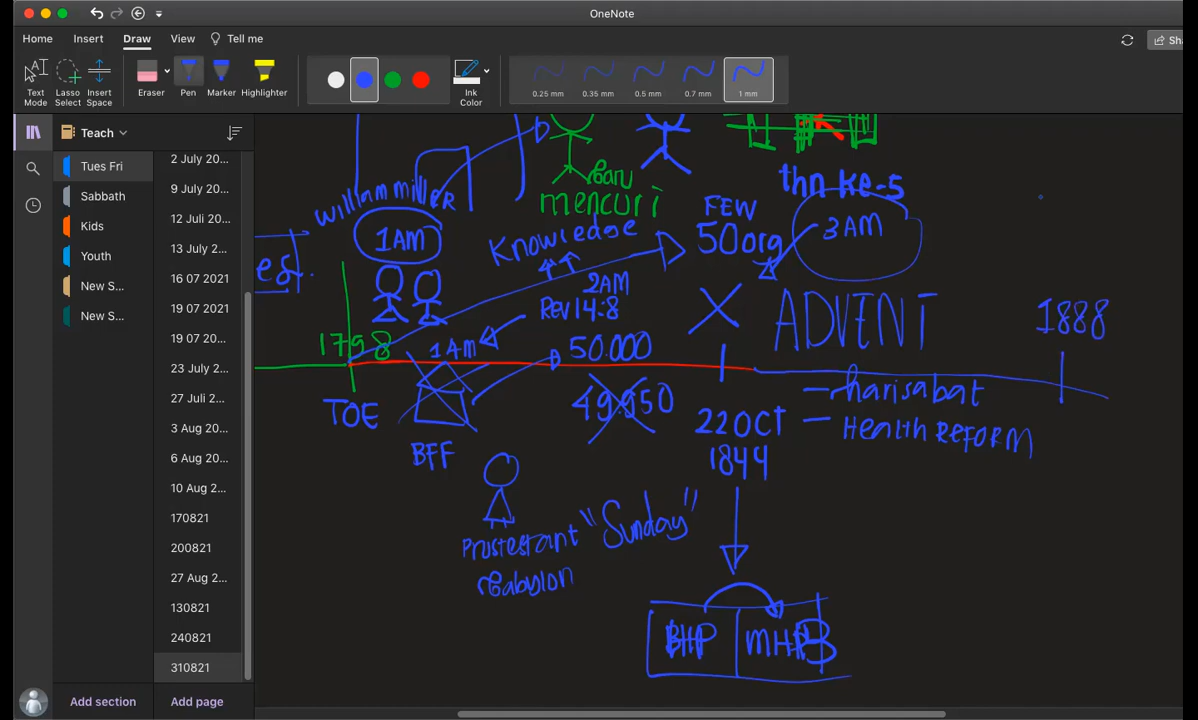 OneNote
Home Insert Draw View Tell me
Sha
Text Mode
Lasso Select
Insert Space
Eraser
Pen
Marker
Highlighter
Ink Color
0.25 mm
0.35 mm
0.5 mm
0.7 mm
1 mm
Teach
Tues Fri
Sabbath
Kids
Youth
New S...
New S...
2 July 20...
9 July 20...
12 Juli 20...
13 July 2...
16 07 2021
19 07 2021
19 07 20...
23 July 2...
27 Juli 2...
3 Aug 20...
6 Aug 20...
10 Aug 2...
170821
200821
27 Aug 2...
130821
240821
310821
Add section
Add page
William Miller
1AM
baru
mencuri
thn KE-5
FEW
50org
3AM
Knowledge
2AM
Rev 14:8
ADVENT
1888
1798
1AM
50.000
TOE
49.950
22 OCT
1844
- harisabat
- Health REFORM
BFF
Prostestant "Sunday"
Babylon
BHP